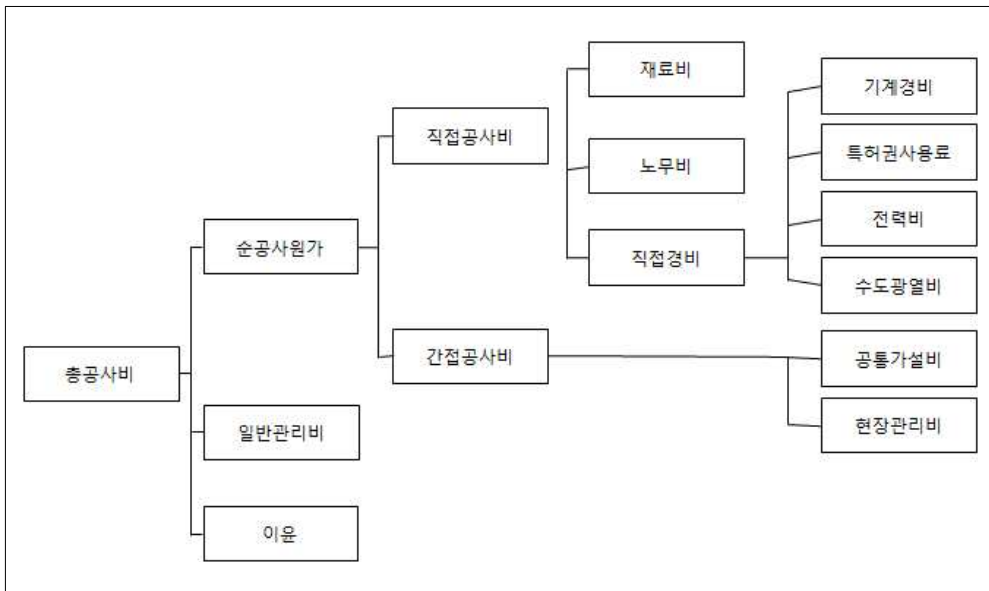 총공사비
순공사원가
일반관리비
이윤
직접공사비
간접공사비
재료비
노무비
직접경비
기계경비
특허권사용료
전력비
수도광열비
공통가설비
현장관리비